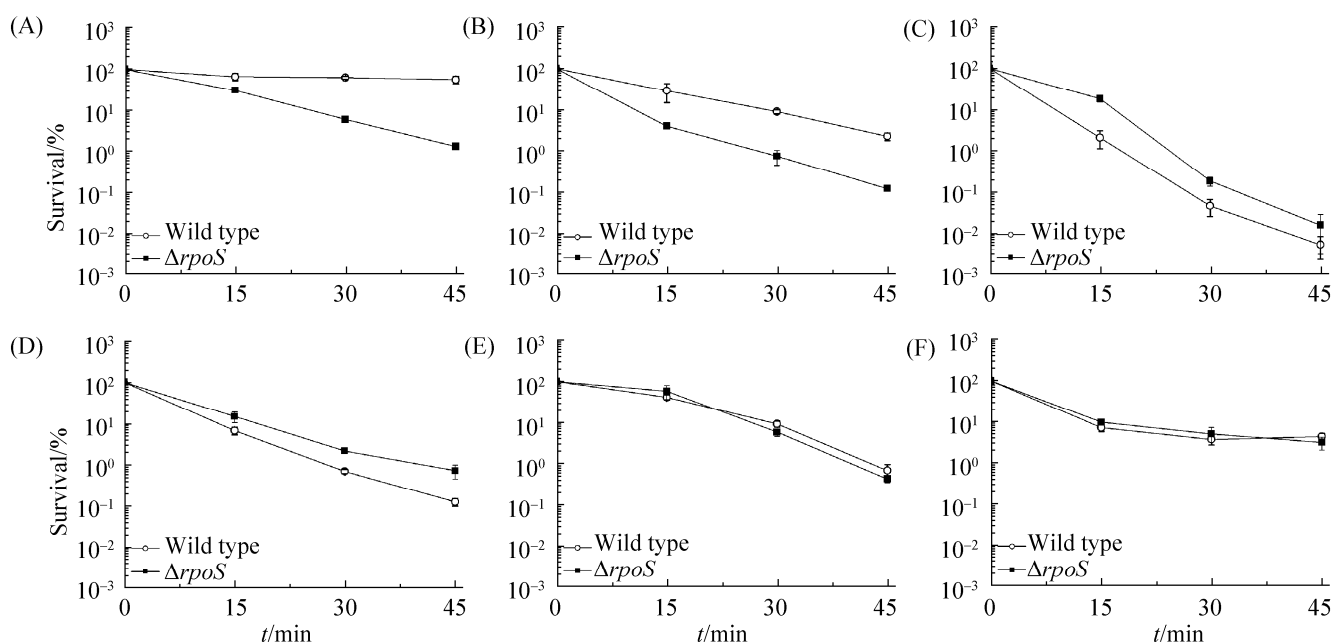 (A)
10³
10²
10¹
10⁰
10⁻¹
10⁻²
10⁻³
Survival/%
Wild type
ΔrpoS
0 15 30 45
(B)
10³
10²
10¹
10⁰
10⁻¹
10⁻²
10⁻³
Wild type
ΔrpoS
0 15 30 45
(C)
10³
10²
10¹
10⁰
10⁻¹
10⁻²
10⁻³
Wild type
ΔrpoS
0 15 30 45
(D)
10³
10²
10¹
10⁰
10⁻¹
10⁻²
10⁻³
Survival/%
Wild type
ΔrpoS
0 15 30 45
t/min
(E)
10³
10²
10¹
10⁰
10⁻¹
10⁻²
10⁻³
Wild type
ΔrpoS
0 15 30 45
t/min
(F)
10³
10²
10¹
10⁰
10⁻¹
10⁻²
10⁻³
Wild type
ΔrpoS
0 15 30 45
t/min